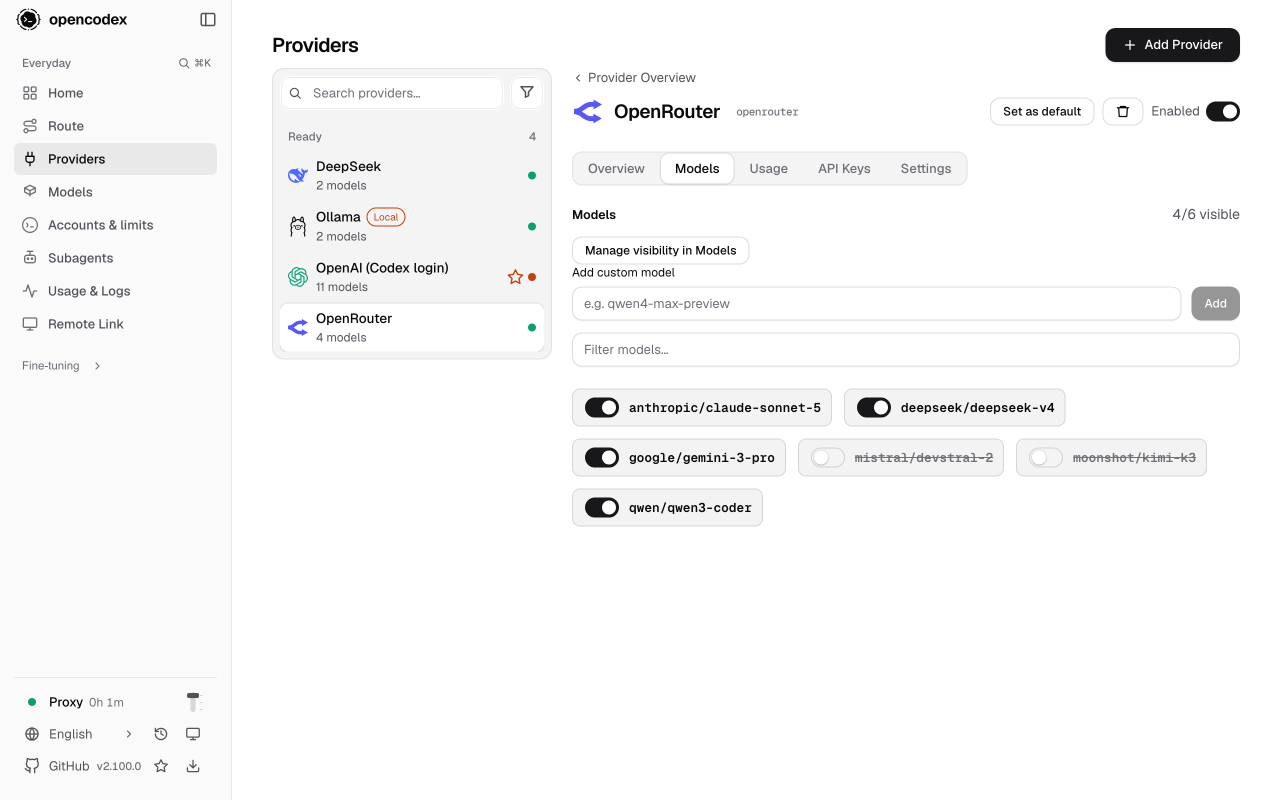 opencodex
Everyday
⌘K
Home
Route
Providers
Models
Accounts & limits
Subagents
Usage & Logs
Remote Link
Fine-tuning
Proxy 0h 1m
English
GitHub v2.100.0
Providers
Add Provider
Search providers...
Ready 4
DeepSeek
2 models
Ollama Local
2 models
OpenAI (Codex login)
11 models
OpenRouter
4 models
Provider Overview
OpenRouter openrouter
Set as default
Enabled
Overview Models Usage API Keys Settings
Models 4/6 visible
Manage visibility in Models
Add custom model
e.g. qwen4-max-preview
Add
Filter models...
anthropic/claude-sonnet-5 deepseek/deepseek-v4
google/gemini-3-pro mistral/devstral-2 moonshot/kimi-k3
qwen/qwen3-coder